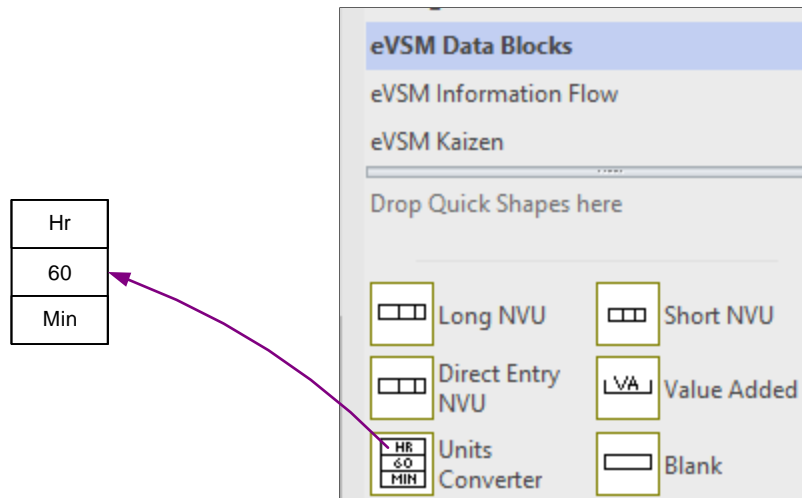 eVSM Data Blocks
eVSM Information Flow
eVSM Kaizen
Drop Quick Shapes here
Hr
60
Min
Long NVU
Short NVU
Direct Entry
NVU
VA
Value Added
HR
60
MIN
Units
Converter
Blank